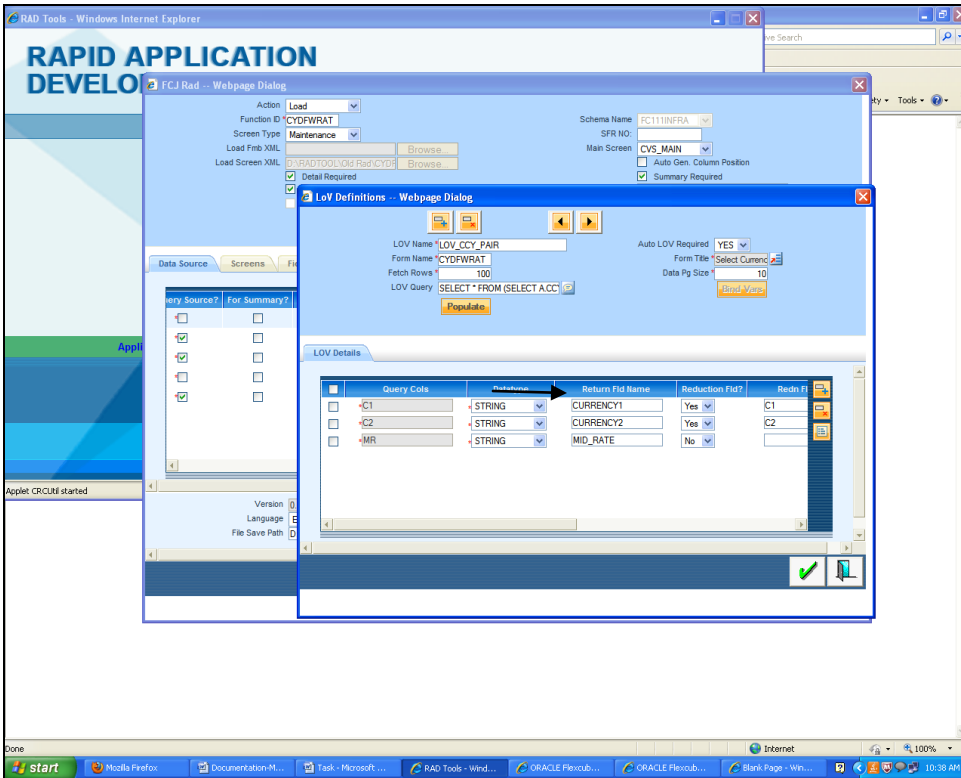 RAD Tools - Windows Internet Explorer
ve Search
RAPID APPLICATION
DEVELO
ety Tools
FCJ Rad -- Webpage Dialog
Action Load
Function ID *CYDFWRAT
Screen Type Maintenance
Load Fmb XML Browse...
Load Screen XML D:\RADTOOL\Old Rad\CYDF Browse...
Detail Required
Schema Name FC111INFRA
SFR NO:
Main Screen CVS_MAIN
Auto Gen. Column Position
Summary Required
LoV Definitions -- Webpage Dialog
LOV Name *LOV_CCY_PAIR Auto LOV Required YES
Form Name *CYDFWRAT Form Title *Select Currenc
Fetch Rows * 100 Data Pg Size * 10
LOV Query SELECT * FROM (SELECT A.CCY Bind Vars
Populate
Data Source Screens Fie
ery Source? For Summary?
Appli
LOV Details
Query Cols Datatype Return Fld Name Reduction Fld? Redn Fl
*C1 * STRING CURRENCY1 Yes C1
*C2 * STRING CURRENCY2 Yes C2
*MR * STRING MID_RATE No
Applet CRCUtil started
Version 0
Language E
File Save Path D
Done Internet 100%
start Mozilla Firefox Documentation-M... Task - Microsoft ... RAD Tools - Wind... ORACLE Flexcub... ORACLE Flexcub... Blank Page - Win... 10:38 AM